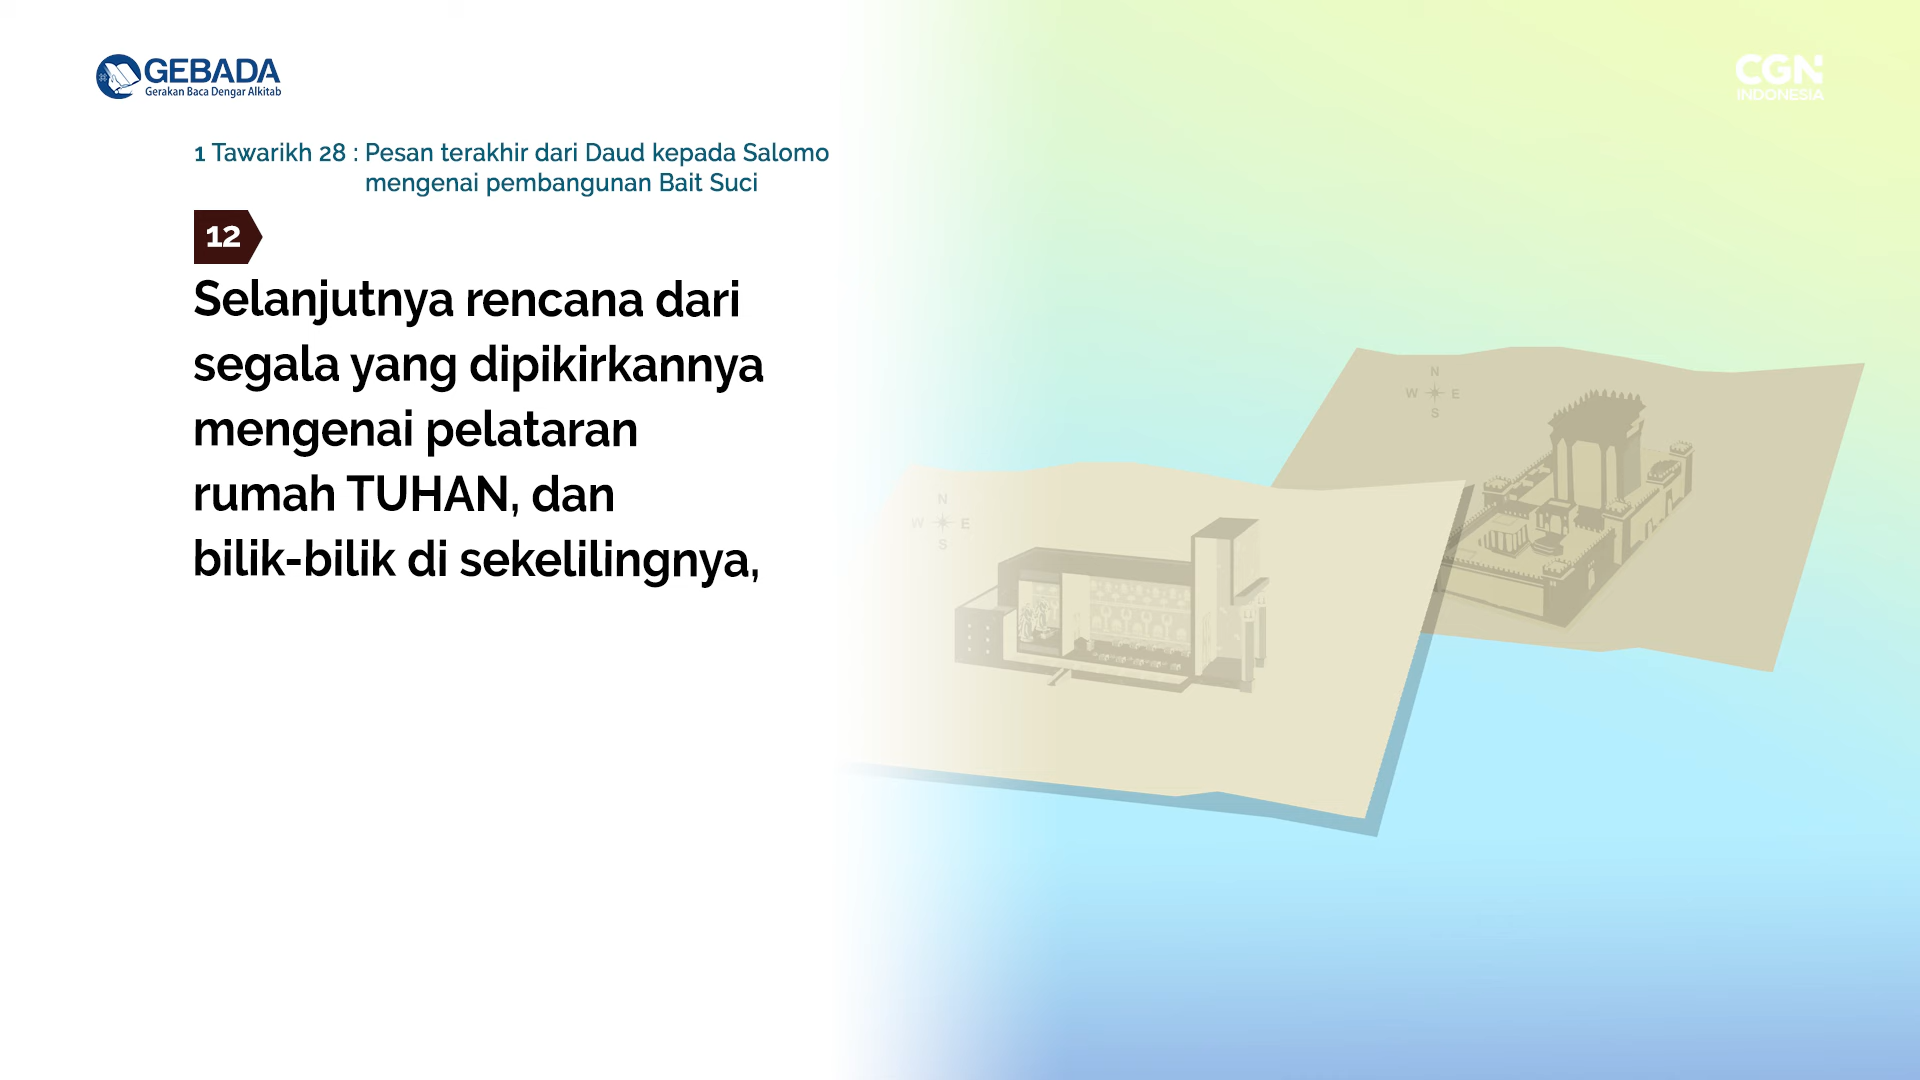 GEBADA
Gerakan Baca Dengar Alkitab
CGN
INDONESIA
1 Tawarikh 28 : Pesan terakhir dari Daud kepada Salomo
mengenai pembangunan Bait Suci
12
Selanjutnya rencana dari
segala yang dipikirkannya
mengenai pelataran
rumah TUHAN, dan
bilik-bilik di sekelilingnya,
N
W E
S
N
W E
S